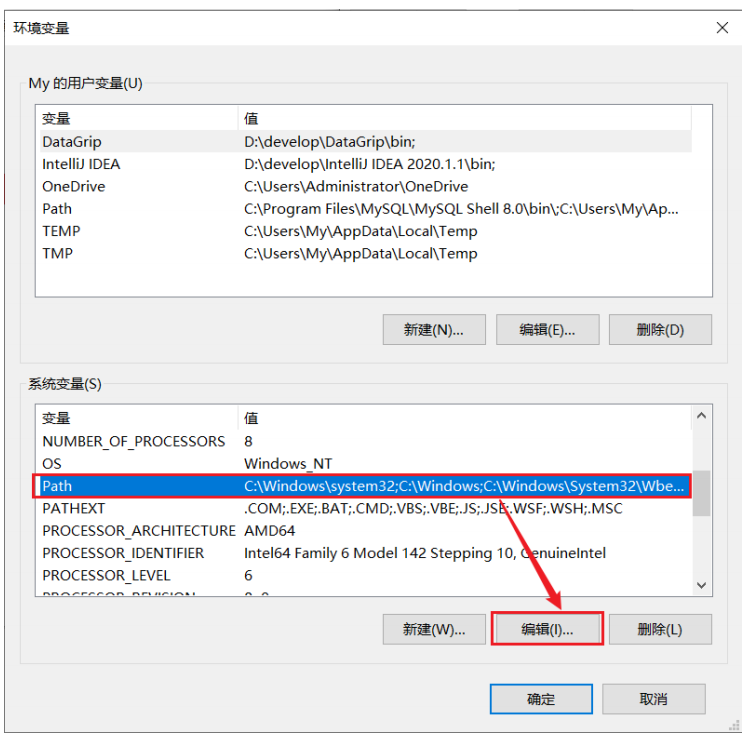 环境变量
My 的用户变量(U)
变量 值
DataGrip D:\develop\DataGrip\bin;
IntelliJ IDEA D:\develop\IntelliJ IDEA 2020.1.1\bin;
OneDrive C:\Users\Administrator\OneDrive
Path C:\Program Files\MySQL\MySQL Shell 8.0\bin\;C:\Users\My\Ap...
TEMP C:\Users\My\AppData\Local\Temp
TMP C:\Users\My\AppData\Local\Temp
新建(N)... 编辑(E)... 删除(D)
系统变量(S)
变量 值
NUMBER_OF_PROCESSORS 8
OS Windows_NT
Path C:\Windows\system32;C:\Windows;C:\Windows\System32\Wbe...
PATHEXT .COM;.EXE;.BAT;.CMD;.VBS;.VBE;.JS;.JSE;.WSF;.WSH;.MSC
PROCESSOR_ARCHITECTURE AMD64
PROCESSOR_IDENTIFIER Intel64 Family 6 Model 142 Stepping 10, GenuineIntel
PROCESSOR_LEVEL 6
新建(W)... 编辑(I)... 删除(L)
确定 取消